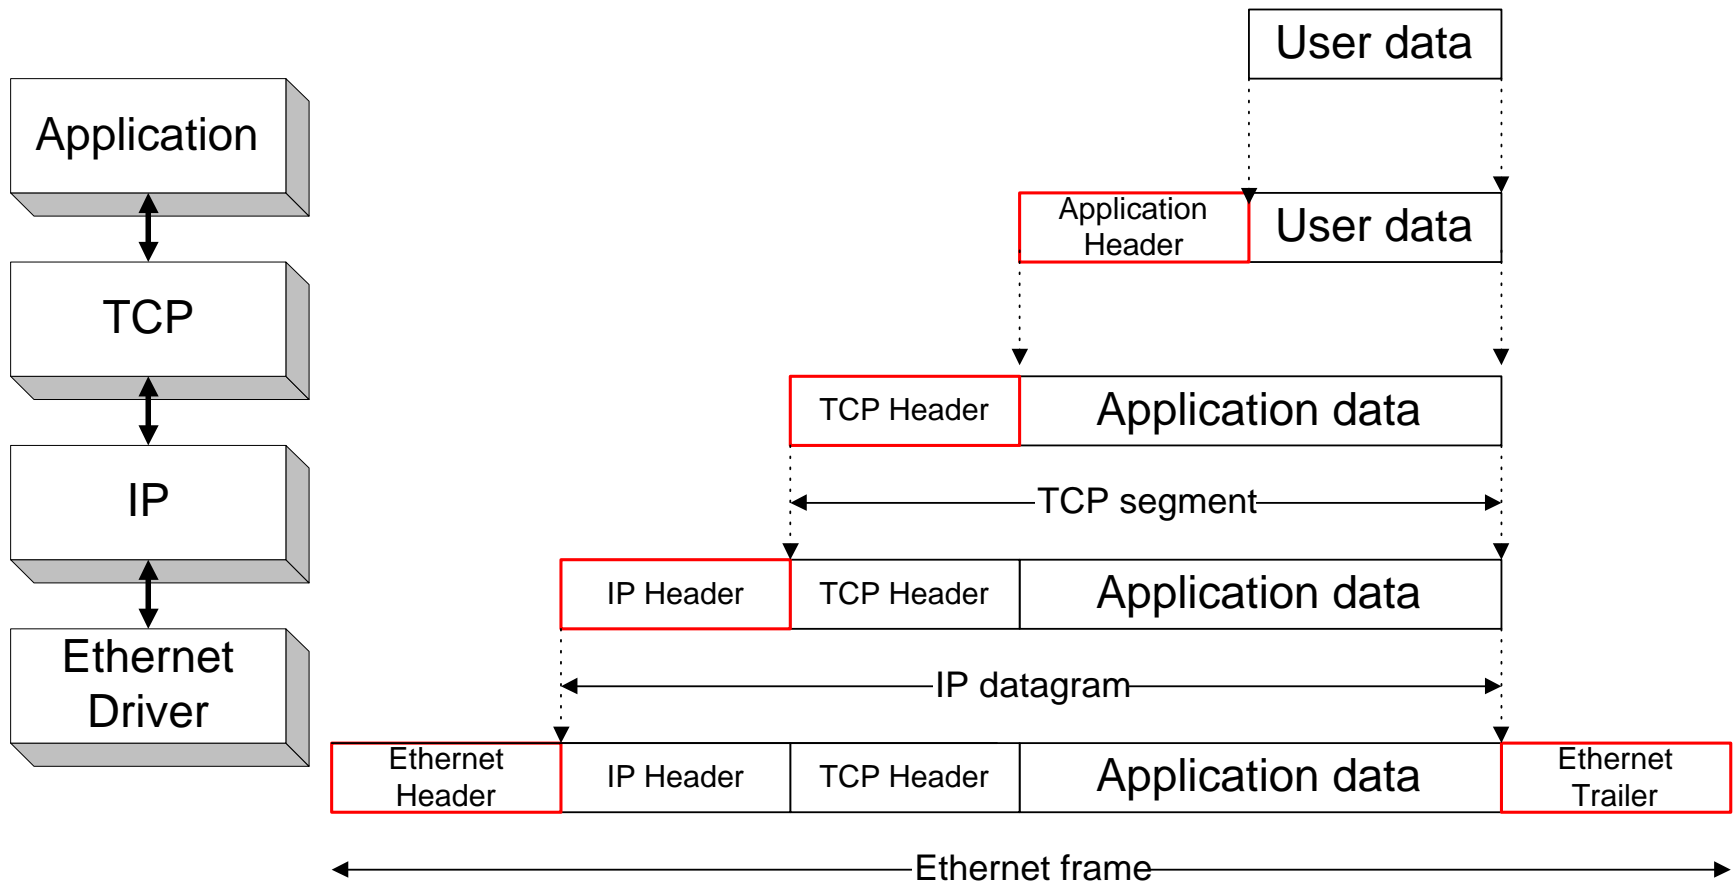 User data
Application
Application
Header
User data
TCP
TCP Header
Application data
IP
TCP segment
IP Header
TCP Header
Application data
Ethernet
Driver
IP datagram
Ethernet
Header
IP Header
TCP Header
Application data
Ethernet
Trailer
Ethernet frame